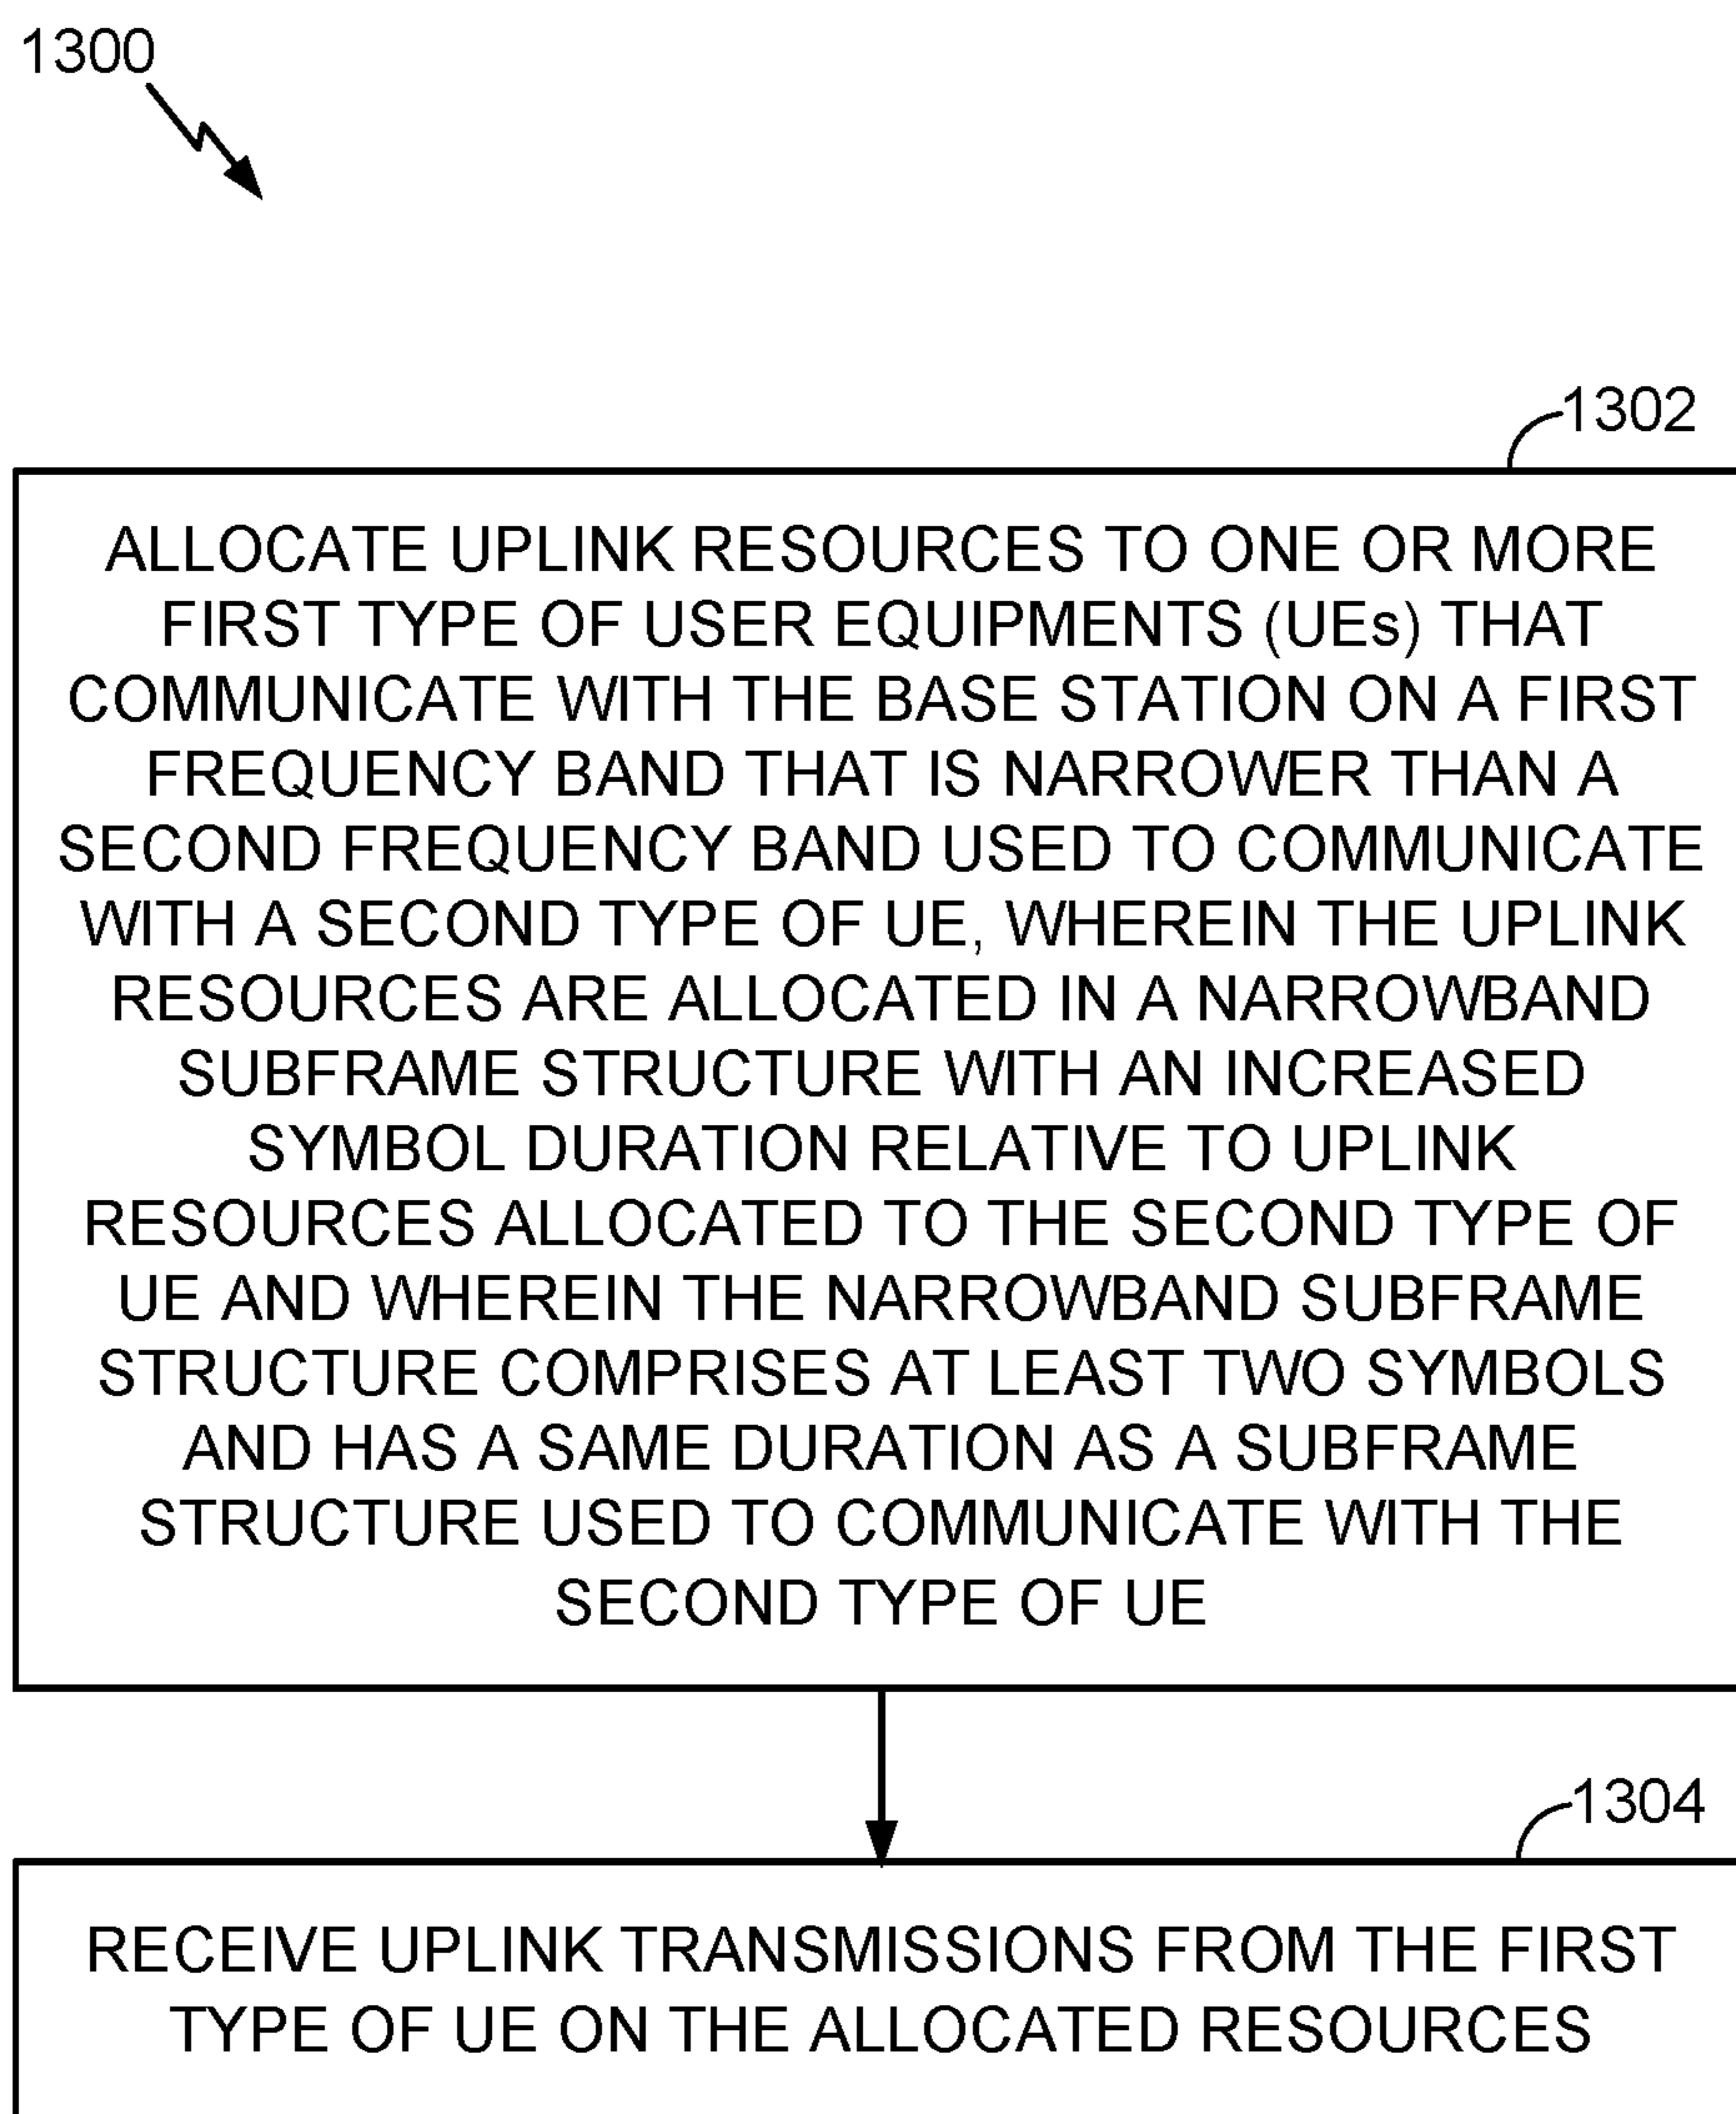 1300
1302
ALLOCATE UPLINK RESOURCES TO ONE OR MORE
FIRST TYPE OF USER EQUIPMENTS (UEs) THAT
COMMUNICATE WITH THE BASE STATION ON A FIRST
FREQUENCY BAND THAT IS NARROWER THAN A
SECOND FREQUENCY BAND USED TO COMMUNICATE
WITH A SECOND TYPE OF UE, WHEREIN THE UPLINK
RESOURCES ARE ALLOCATED IN A NARROWBAND
SUBFRAME STRUCTURE WITH AN INCREASED
SYMBOL DURATION RELATIVE TO UPLINK
RESOURCES ALLOCATED TO THE SECOND TYPE OF
UE AND WHEREIN THE NARROWBAND SUBFRAME
STRUCTURE COMPRISES AT LEAST TWO SYMBOLS
AND HAS A SAME DURATION AS A SUBFRAME
STRUCTURE USED TO COMMUNICATE WITH THE
SECOND TYPE OF UE
1304
RECEIVE UPLINK TRANSMISSIONS FROM THE FIRST
TYPE OF UE ON THE ALLOCATED RESOURCES